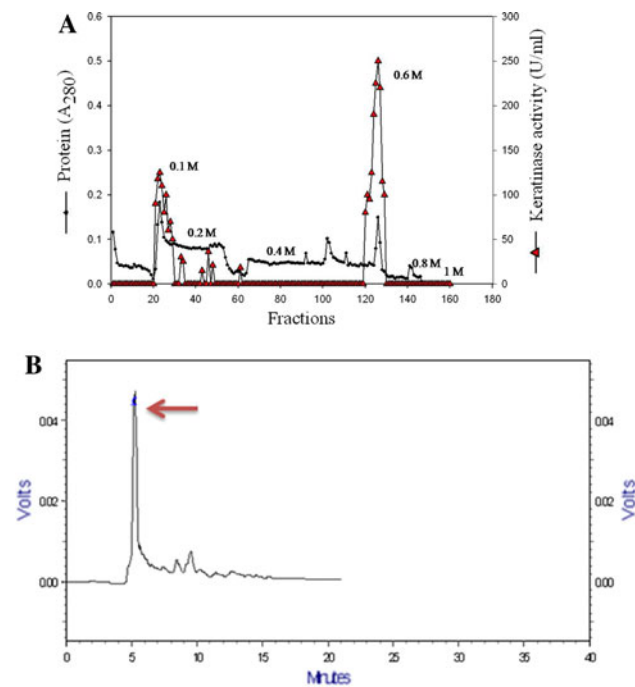 A
Protein (A280)
0.6
0.5
0.4
0.3
0.2
0.1
0.0
0.1 M
0.2 M
0.4 M
0.6 M
0.8 M
1 M
300
250
200
150
100
50
0
Keratinase activity (U/ml)
0 20 40 60 80 100 120 140 160 180
Fractions
B
Volts
0.04
0.02
0.00
0.04
0.02
0.00
Volts
0 5 10 15 20 25 30 35 40
Minutes